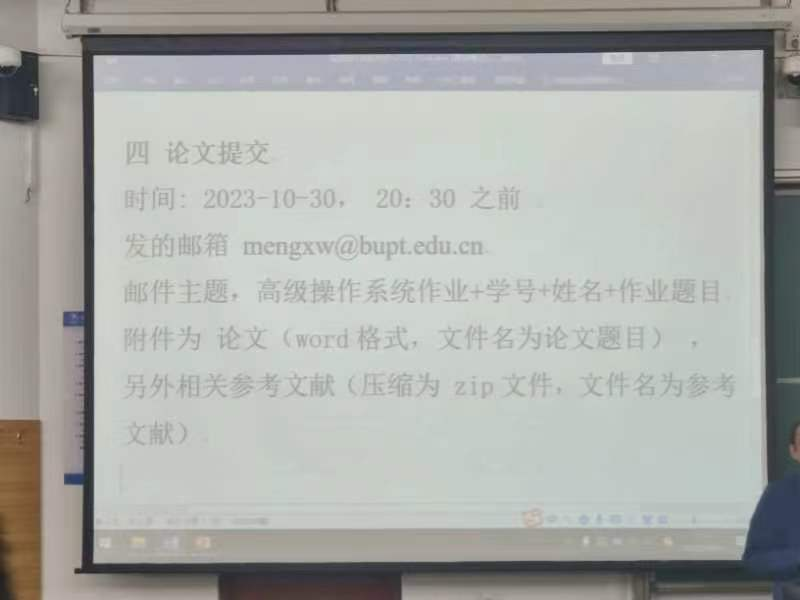 四 论文提交
时间：2023-10-30， 20：30 之前
发的邮箱 mengxw@bupt.edu.cn
邮件主题，高级操作系统作业+学号+姓名+作业题目
附件为 论文（word 格式，文件名为论文题目），
另外相关参考文献（压缩为 zip 文件，文件名为参考
文献）